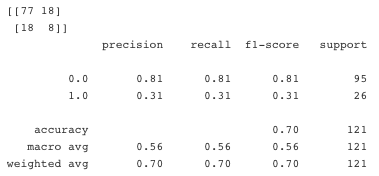 [[77 18]
[18 8]]
precision recall f1-score support
0.0 0.81 0.81 0.81 95
1.0 0.31 0.31 0.31 26
accuracy 0.70 121
macro avg 0.56 0.56 0.56 121
weighted avg 0.70 0.70 0.70 121